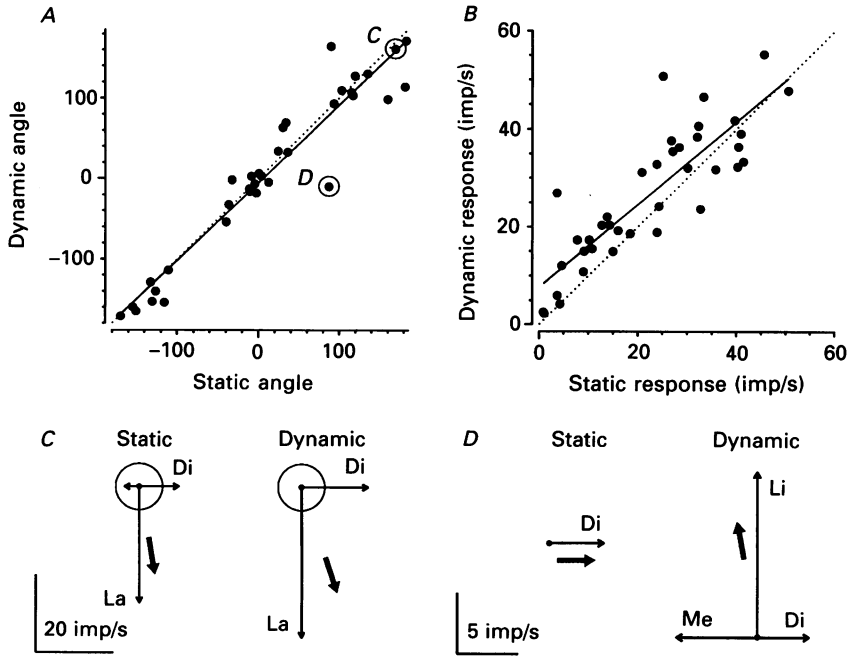 A
B
C
D
Dynamic angle
100
0
−100
−100
0
100
Static angle
Dynamic response (imp/s)
60
40
20
0
0
20
40
60
Static response (imp/s)
C
Static
Dynamic
Di
Di
La
La
20 imp/s
D
Static
Dynamic
Di
Li
Me
Di
5 imp/s